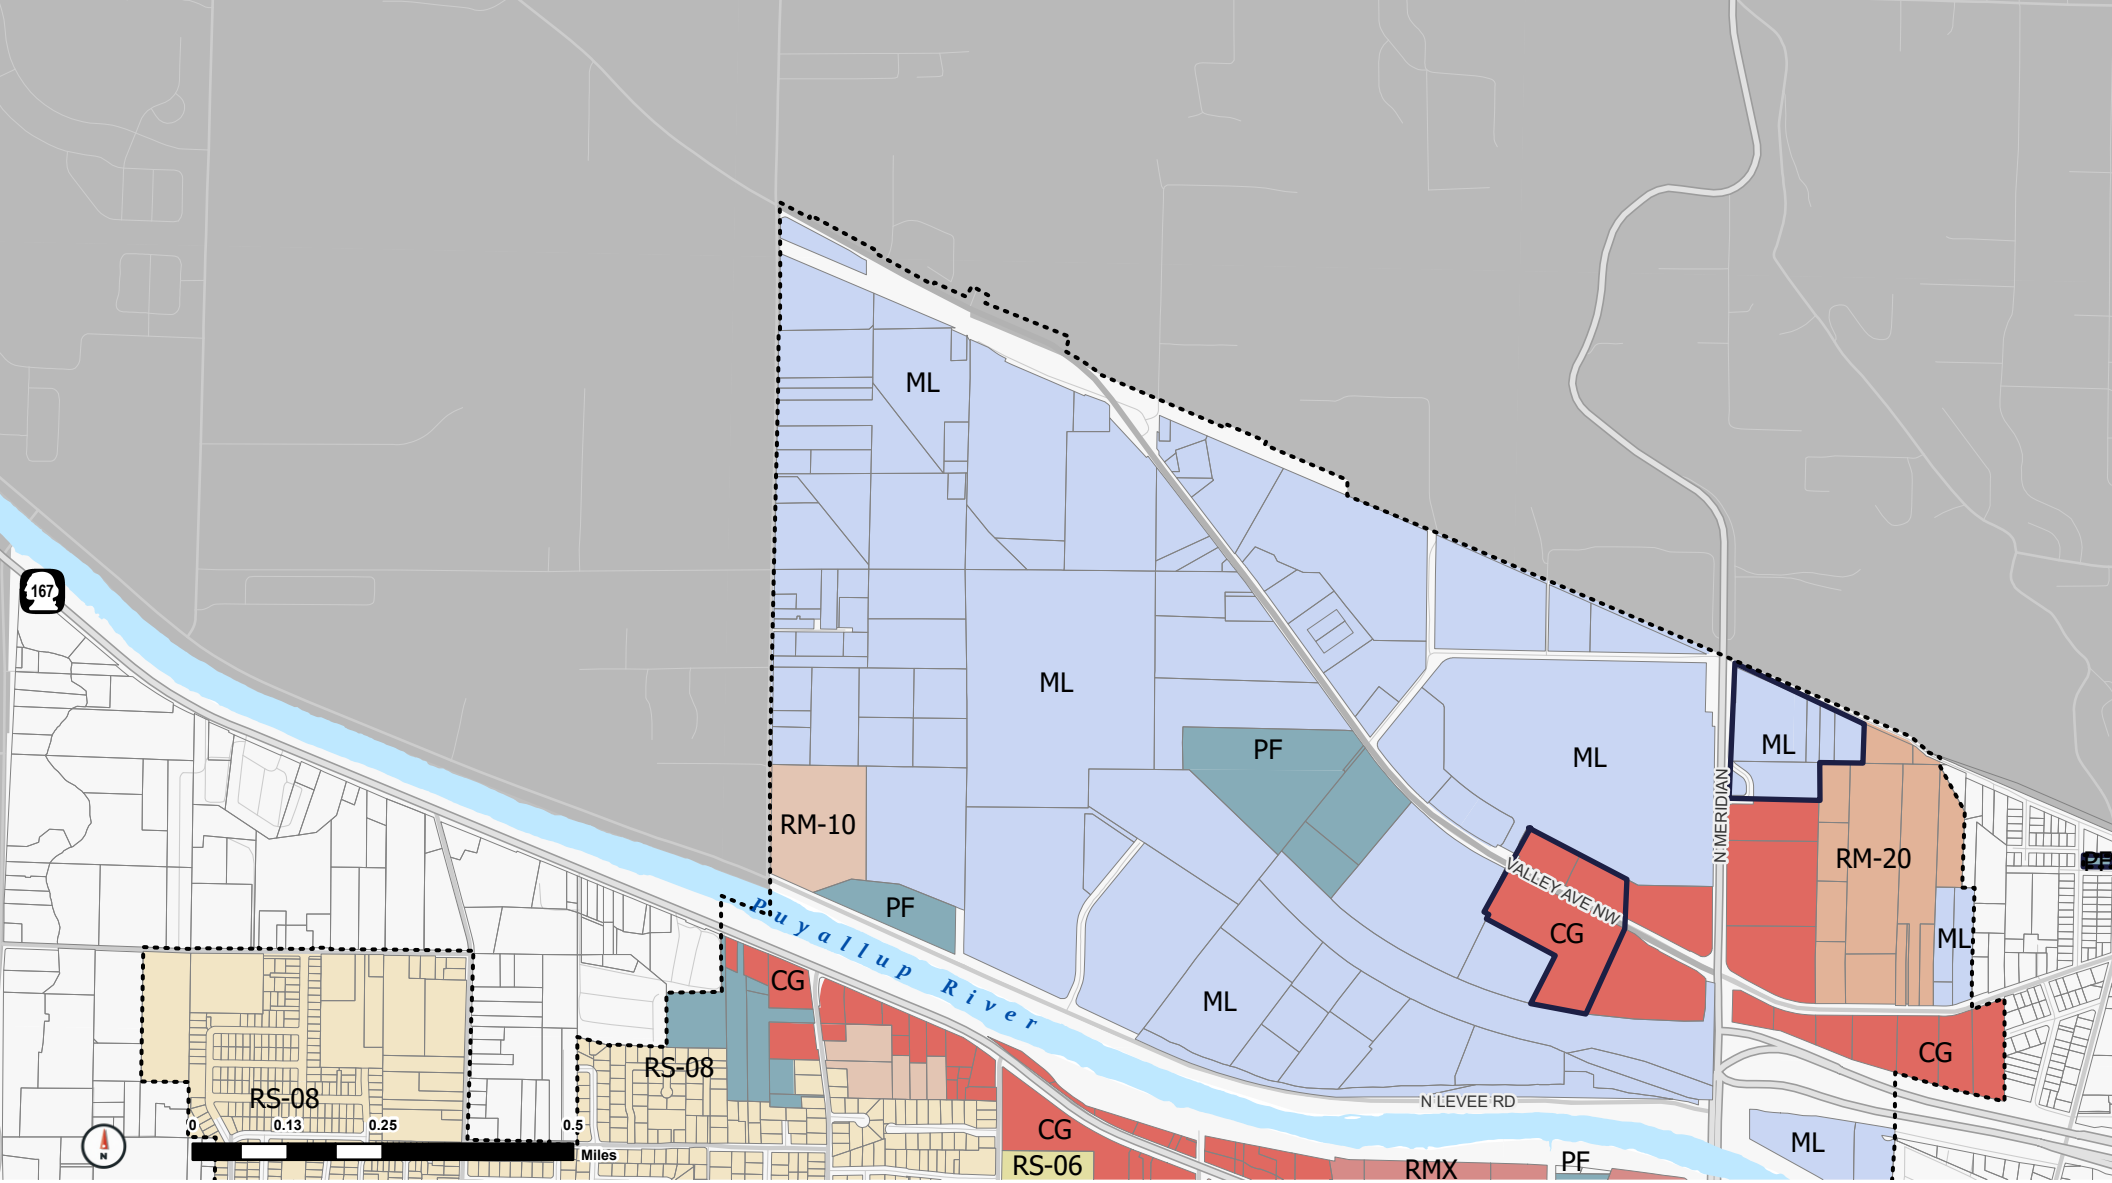 ML
167
ML
PF
ML
ML
N MERIDIAN
RM-10
VALLEY AVE NW
RM-20
PF
PF
CG
ML
Puyallup River
CG
ML
CG
RS-08
RS-08
N LEVEE RD
0 0.13 0.25 0.5
Miles
N
CG
ML
RS-06
RMX
PF